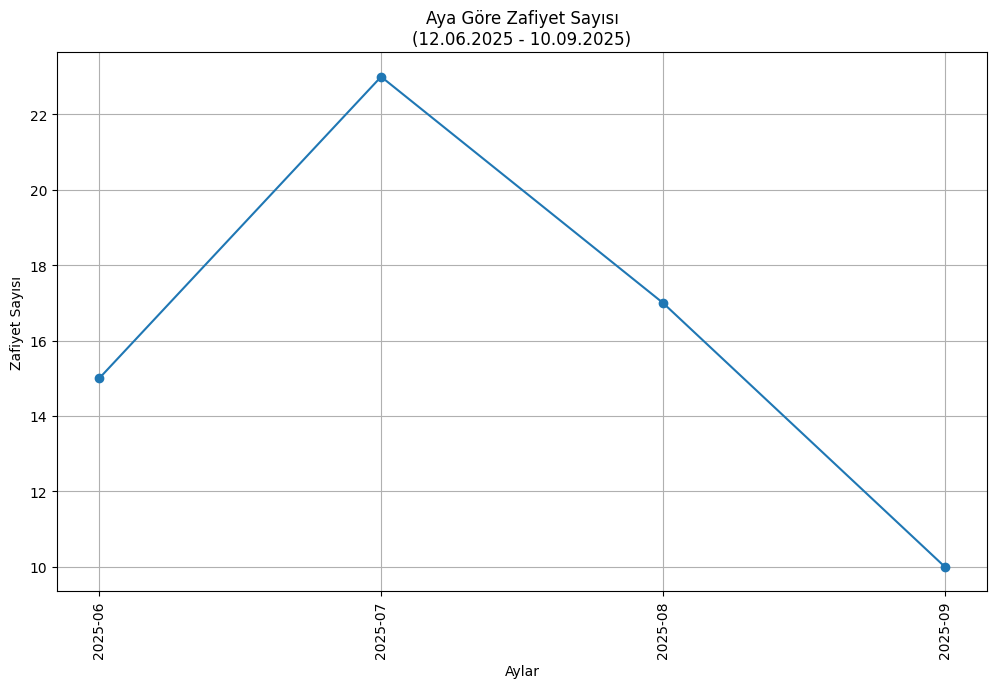 Aya Göre Zafiyet Sayısı
(12.06.2025 - 10.09.2025)
Zafiyet Sayısı
22
20
18
16
14
12
10
2025-06
2025-07
2025-08
2025-09
Aylar